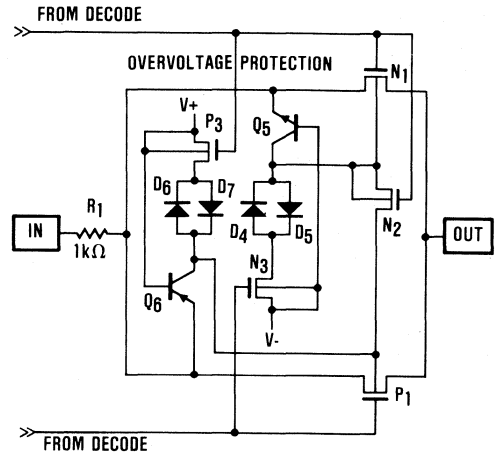 FROM DECODE
OVERVOLTAGE PROTECTION
N1
V+
P3
Q5
D6
D7
R1
IN
1kΩ
D4
D5
N2
OUT
N3
Q6
V-
P1
FROM DECODE